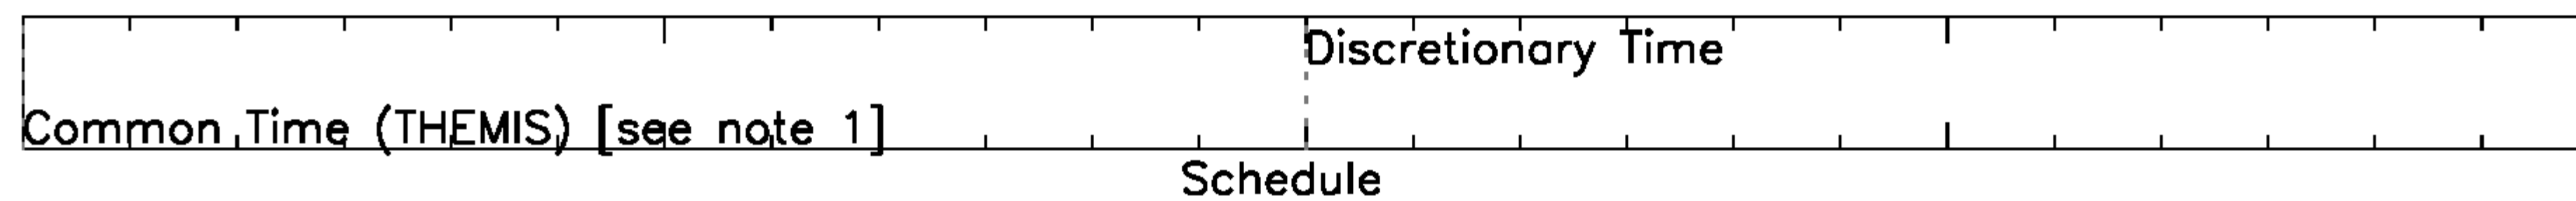 Discretionary Time
Common Time (THEMIS) [see note 1]
Schedule